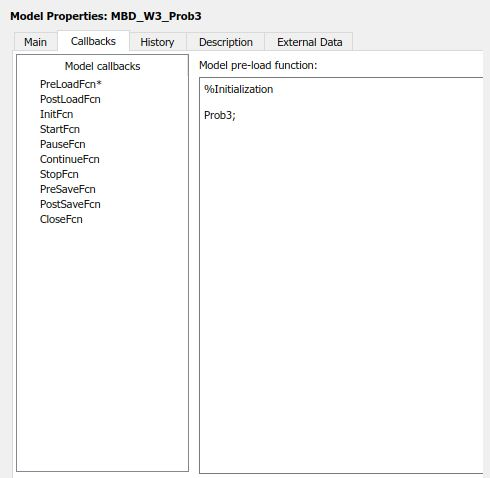 Model Properties: MBD_W3_Prob3
Main Callbacks History Description External Data
Model callbacks
PreLoadFcn*
PostLoadFcn
InitFcn
StartFcn
PauseFcn
ContinueFcn
StopFcn
PreSaveFcn
PostSaveFcn
CloseFcn
Model pre-load function:
%Initialization
Prob3;